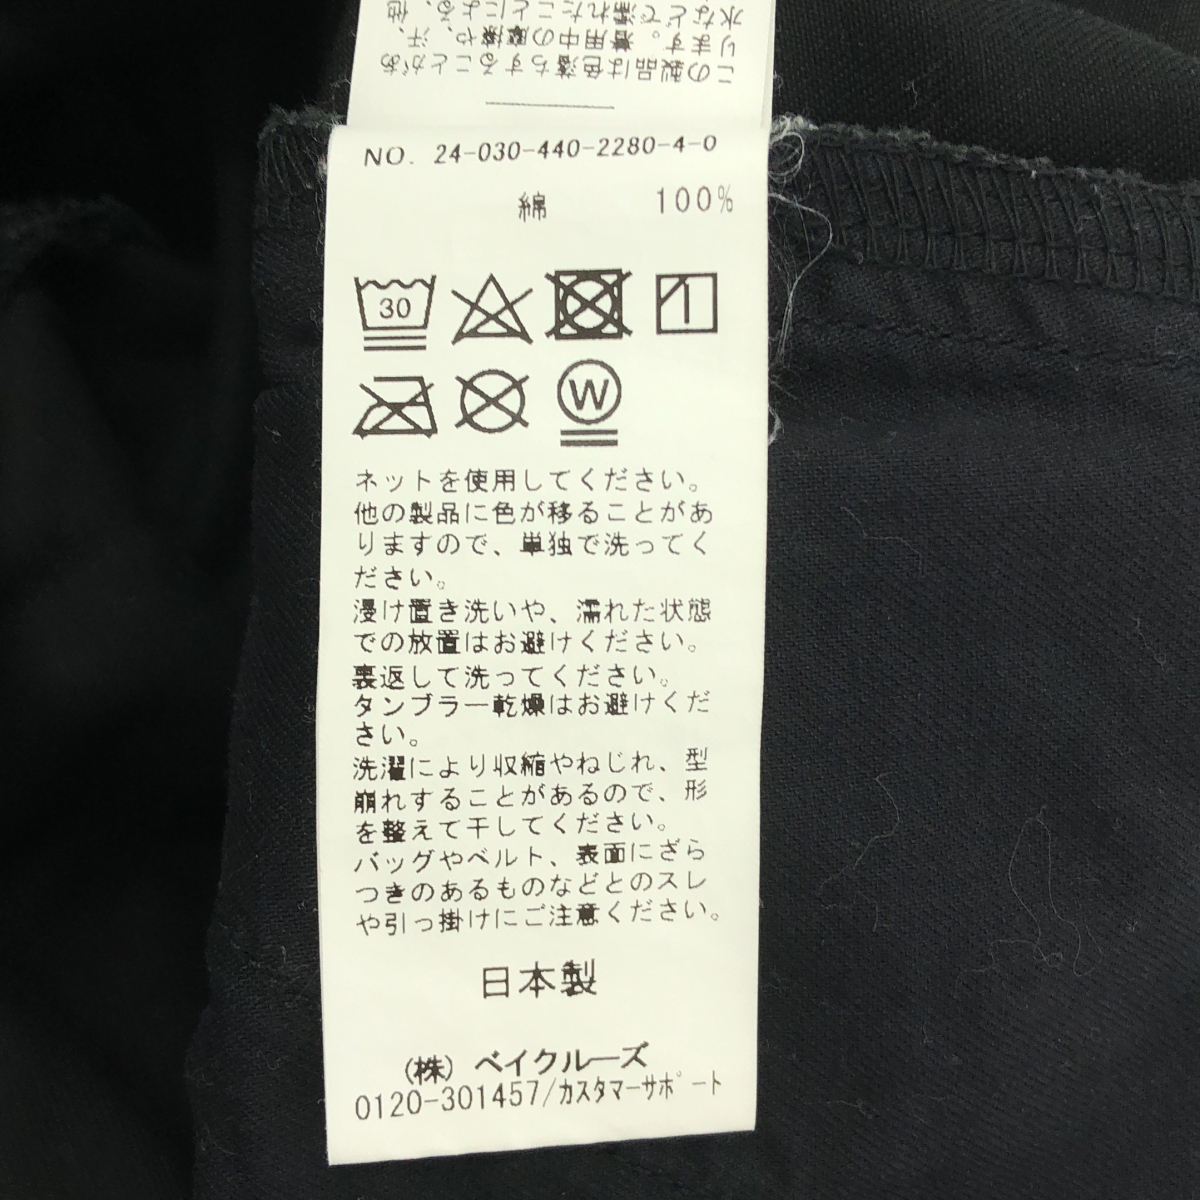 この製品は色落ちすることがあ
ります。着用中の摩擦や、汗、
水などで濡れたことによる、他
NO. 24-030-440-2280-4-0
綿 100%
30
W
ネットを使用してください。
他の製品に色が移ることがあ
りますので、単独で洗ってく
ださい。
浸け置き洗いや、濡れた状態
での放置はお避けください。
裏返して洗ってください。
タンブラー乾燥はお避けくだ
さい。
洗濯により収縮やねじれ、型
崩れすることがあるので、形
を整えて干してください。
バッグやベルト、表面にざら
つきのあるものなどとのスレ
や引っ掛けにご注意ください。
日本製
(株) ベイクルーズ
0120-301457/カスタマーサポート